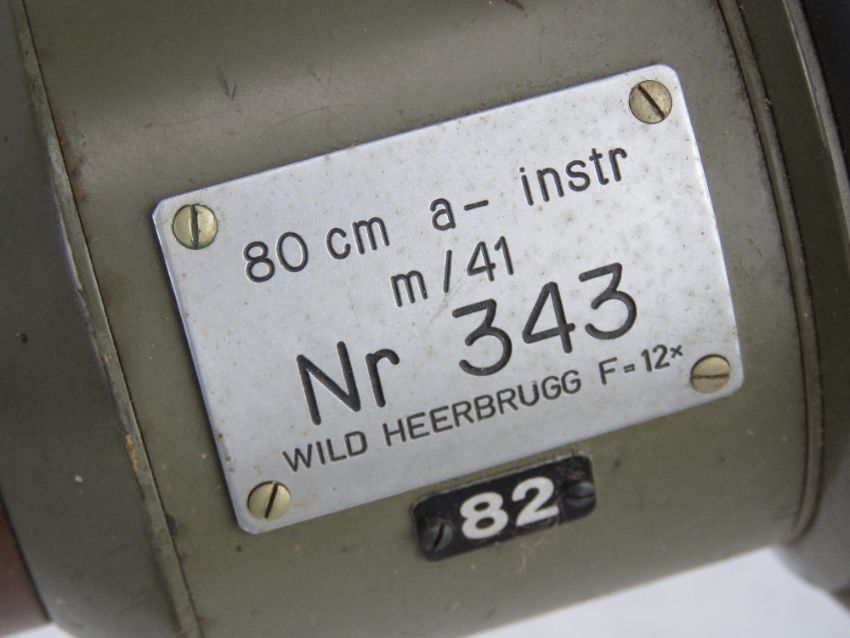 80 cm a- instr
m/41
Nr 343
WILD HEERBRUGG F=12×
82